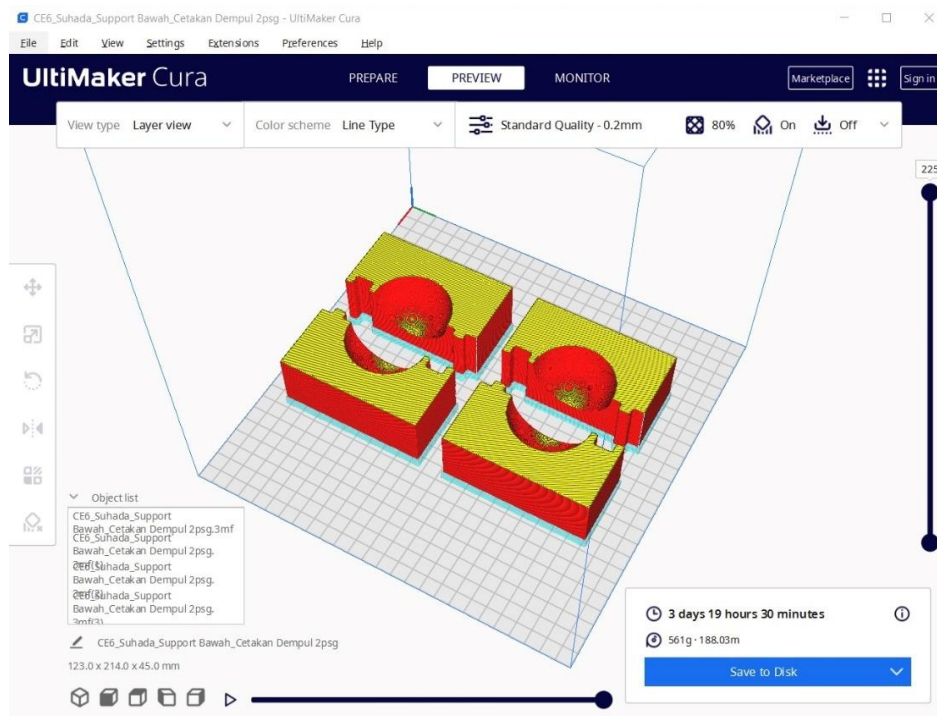 CE6_Suhada_Support Bawah_Cetakan Dempul 2psg - UltiMaker Cura
File Edit View Settings Extensions Preferences Help
UltiMaker Cura
PREPARE PREVIEW MONITOR
Marketplace Sign in
View type Layer view Color scheme Line Type Standard Quality - 0.2mm 80% On Off
225
Object list
CE6_Suhada_Support
Bawah_Cetakan Dempul 2psg.3mf
CE6_Suhada_Support
Bawah_Cetakan Dempul 2psg.
CE6_Suhada_Support
Bawah_Cetakan Dempul 2psg.
CE6_Suhada_Support
Bawah_Cetakan Dempul 2psg.
3mf(3)
CE6_Suhada_Support Bawah_Cetakan Dempul 2psg
123.0 x 214.0 x 45.0 mm
3 days 19 hours 30 minutes
561g · 188.03m
Save to Disk